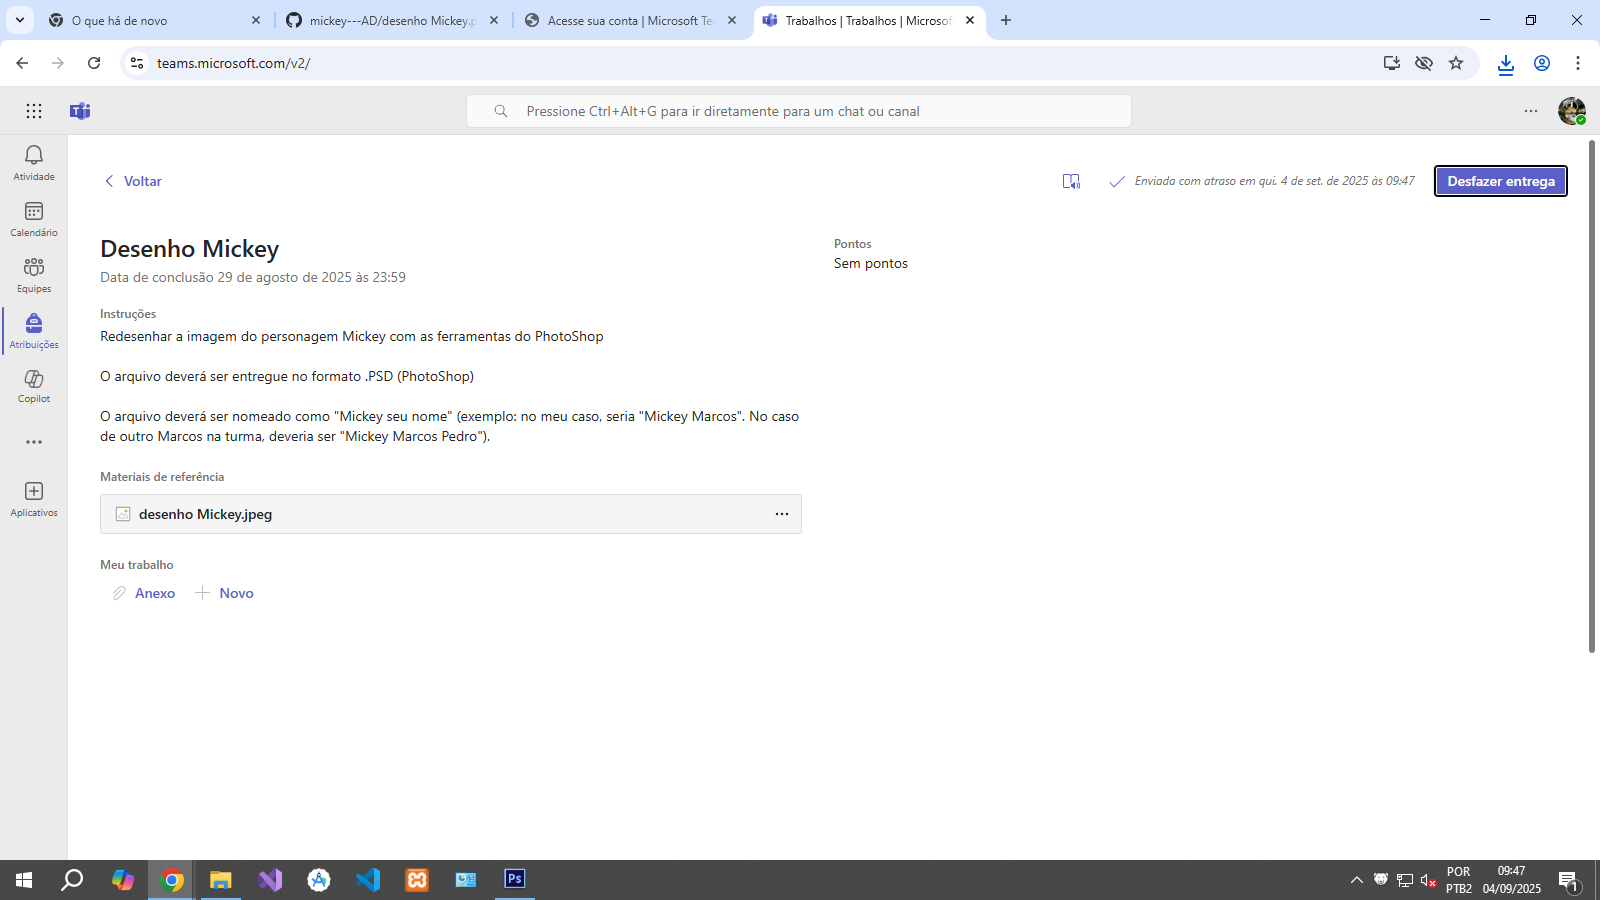 O que há de novo
mickey---AD/desenho Mickey.p
Acesse sua conta | Microsoft Te
Trabalhos | Trabalhos | Microsof
teams.microsoft.com/v2/
Pressione Ctrl+Alt+G para ir diretamente para um chat ou canal
Atividade
Calendário
Equipes
Atribuições
Copilot
Aplicativos
Voltar
Enviada com atraso em qui. 4 de set. de 2025 às 09:47
Desfazer entrega
Desenho Mickey
Data de conclusão 29 de agosto de 2025 às 23:59
Pontos
Sem pontos
Instruções
Redesenhar a imagem do personagem Mickey com as ferramentas do PhotoShop
O arquivo deverá ser entregue no formato .PSD (PhotoShop)
O arquivo deverá ser nomeado como "Mickey seu nome" (exemplo: no meu caso, seria "Mickey Marcos". No caso
de outro Marcos na turma, deveria ser "Mickey Marcos Pedro").
Materiais de referência
desenho Mickey.jpeg
Meu trabalho
Anexo
Novo
Ps
POR
PTB2
09:47
04/09/2025
1